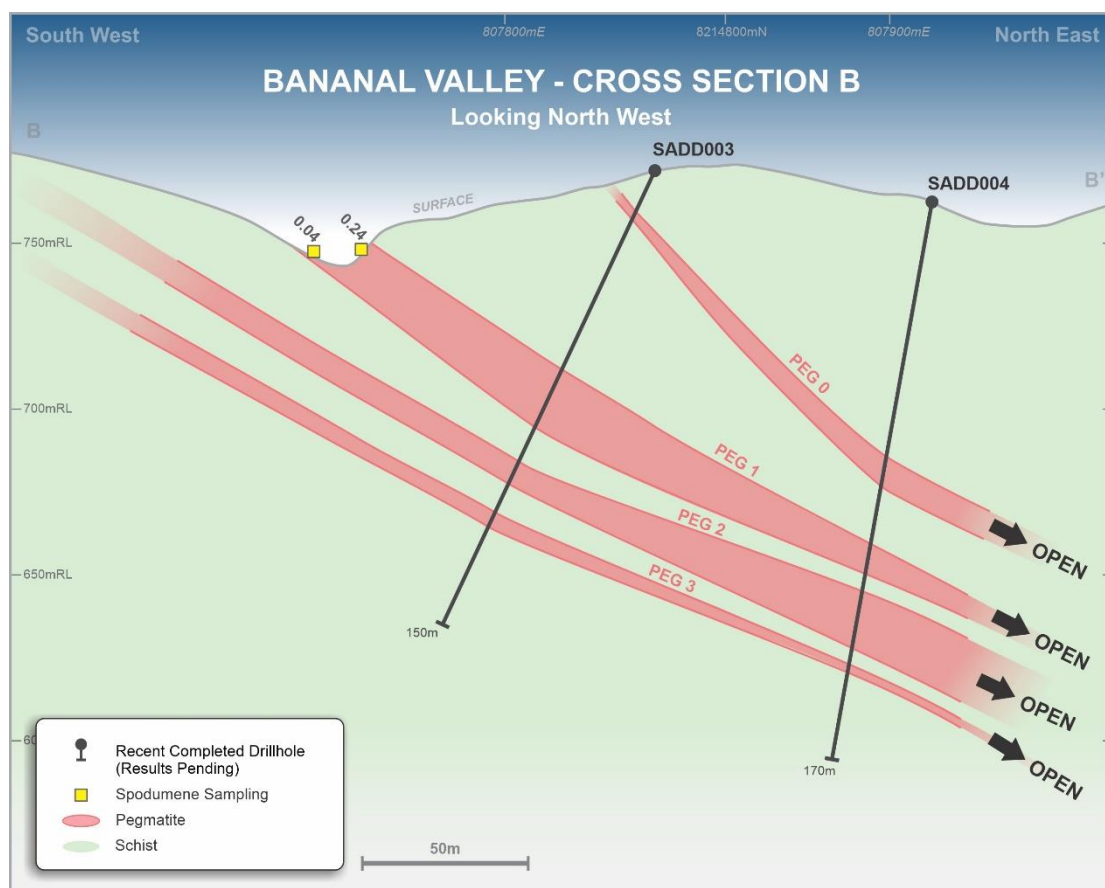 South West
807800mE
8214800mN
807900mE
North East
BANANAL VALLEY - CROSS SECTION B
Looking North West
B
SADD003
SADD004
B'
SURFACE
0.04
0.24
750mRL
700mRL
650mRL
PEG 0
PEG 1
PEG 2
PEG 3
OPEN
OPEN
OPEN
OPEN
150m
170m
Recent Completed Drillhole
(Results Pending)
Spodumene Sampling
Pegmatite
Schist
50m